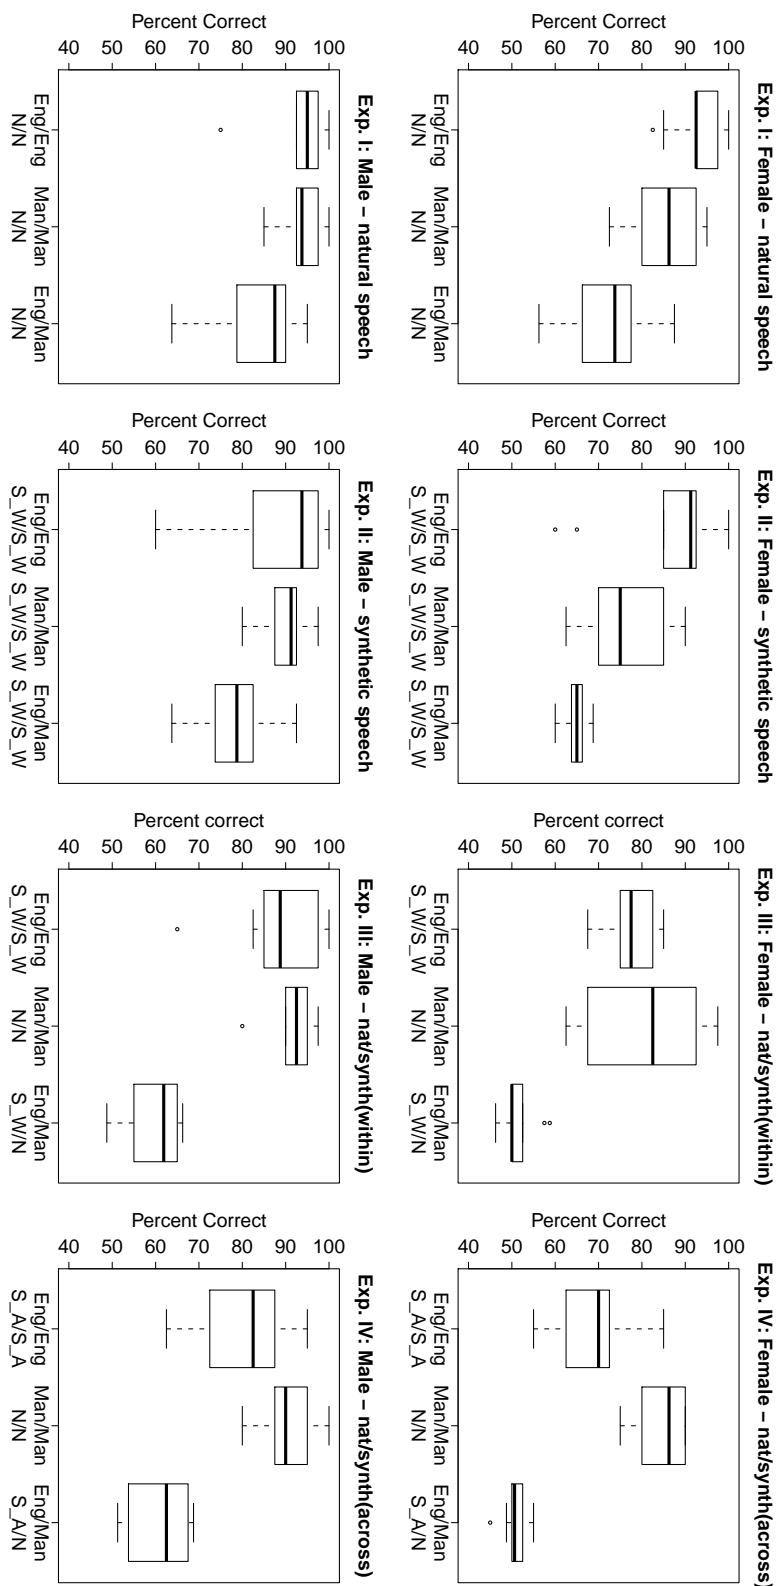 Exp. I: Female – natural speech
Percent Correct
40 50 60 70 80 90 100
Eng/Eng Man/Man Eng/Man
N/N N/N N/N
Exp. II: Female – synthetic speech
Percent Correct
40 50 60 70 80 90 100
Eng/Eng Man/Man Eng/Man
S_W/S_W S_W/S_W S_W/S_W
Exp. III: Female – nat/synth(within)
Percent correct
40 50 60 70 80 90 100
Eng/Eng Man/Man Eng/Man
S_W/S_W N/N S_W/N
Exp. IV: Female – nat/synth(across)
Percent Correct
40 50 60 70 80 90 100
Eng/Eng Man/Man Eng/Man
S_A/S_A N/N S_A/N
Exp. I: Male – natural speech
Percent Correct
40 50 60 70 80 90 100
Eng/Eng Man/Man Eng/Man
N/N N/N N/N
Exp. II: Male – synthetic speech
Percent Correct
40 50 60 70 80 90 100
Eng/Eng Man/Man Eng/Man
S_W/S_W S_W/S_W S_W/S_W
Exp. III: Male – nat/synth(within)
Percent correct
40 50 60 70 80 90 100
Eng/Eng Man/Man Eng/Man
S_W/S_W N/N S_W/N
Exp. IV: Male – nat/synth(across)
Percent Correct
40 50 60 70 80 90 100
Eng/Eng Man/Man Eng/Man
S_A/S_A N/N S_A/N